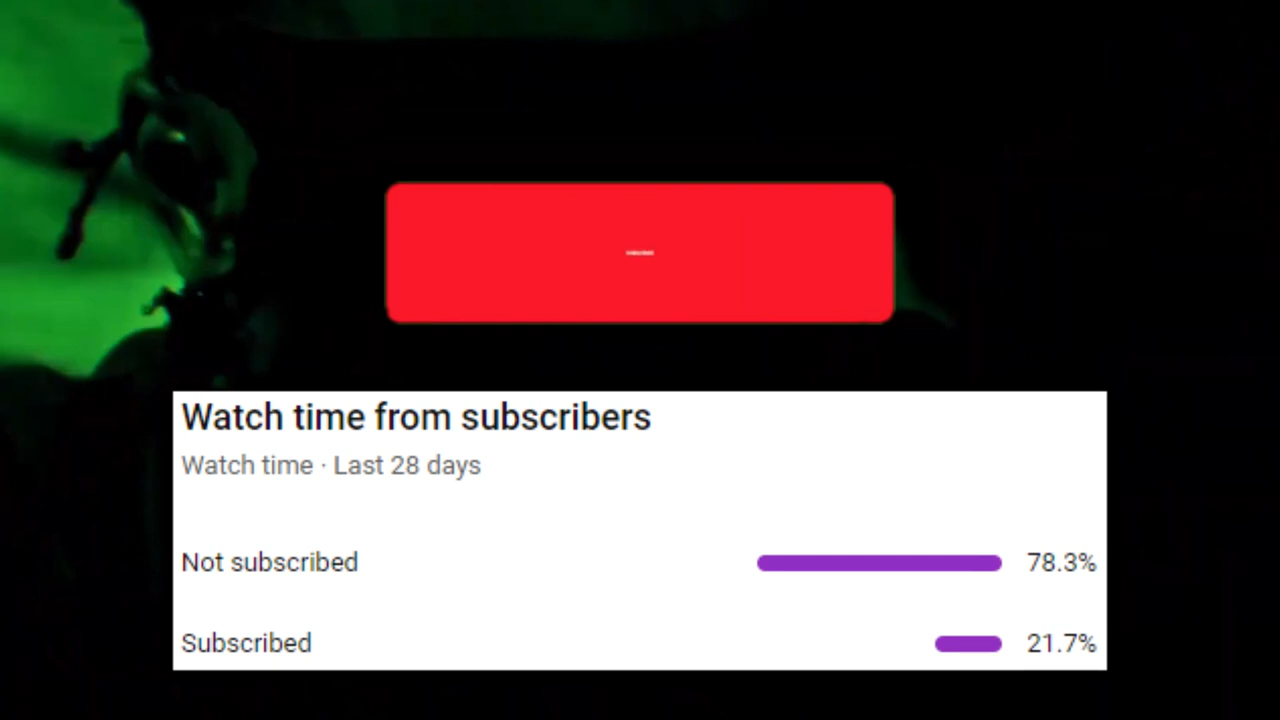 Watch time from subscribers
Watch time · Last 28 days
Not subscribed 78.3%
Subscribed 21.7%